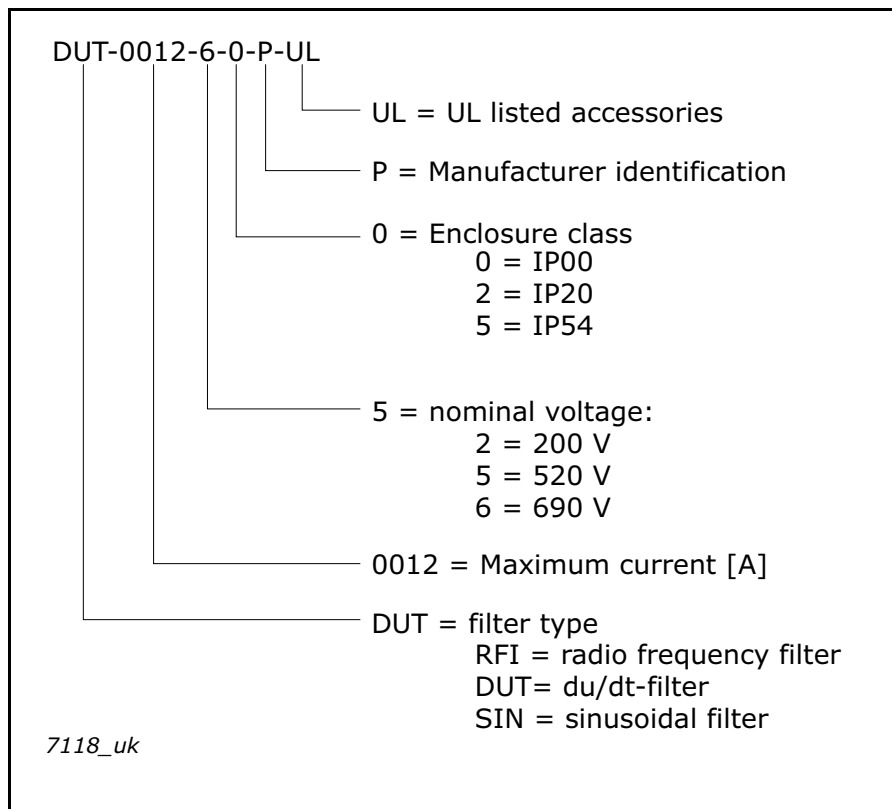 DUT-0012-6-0-P-UL
UL = UL listed accessories
P = Manufacturer identification
0 = Enclosure class
0 = IP00
2 = IP20
5 = IP54
5 = nominal voltage:
2 = 200 V
5 = 520 V
6 = 690 V
0012 = Maximum current [A]
DUT = filter type
RFI = radio frequency filter
DUT= du/dt-filter
SIN = sinusoidal filter
7118_uk